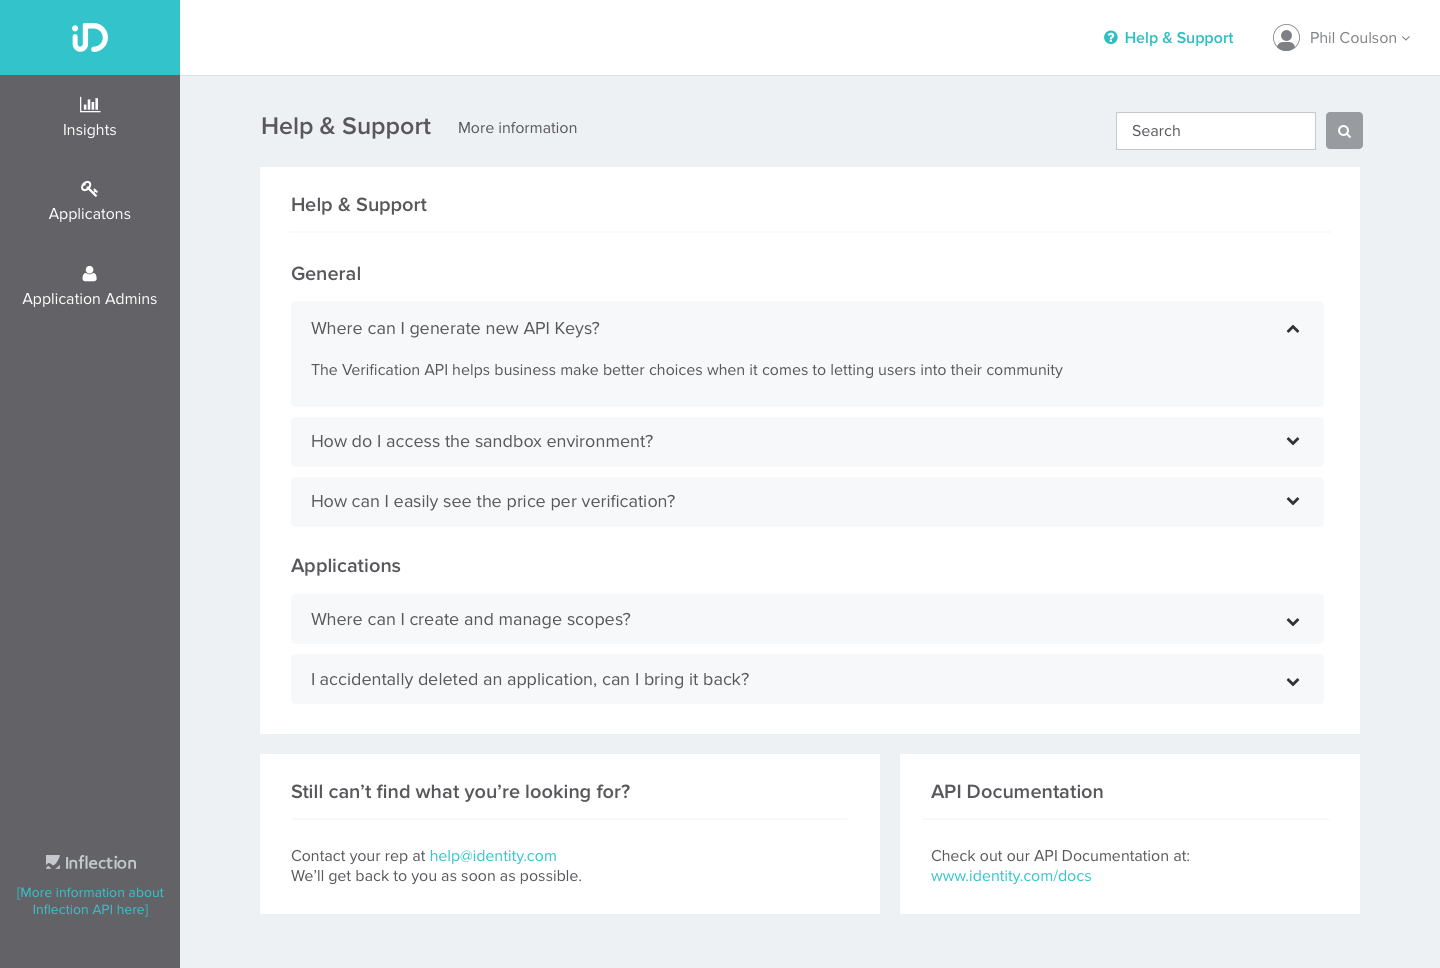 iD
Help & Support
Phil Coulson
Insights
Applicatons
Application Admins
Help & Support
More information
Search
Help & Support
General
Where can I generate new API Keys?
The Verification API helps business make better choices when it comes to letting users into their community
How do I access the sandbox environment?
How can I easily see the price per verification?
Applications
Where can I create and manage scopes?
I accidentally deleted an application, can I bring it back?
Still can’t find what you’re looking for?
Contact your rep at help@identity.com
We’ll get back to you as soon as possible.
API Documentation
Check out our API Documentation at:
www.identity.com/docs
Inflection
[More information about
Inflection API here]